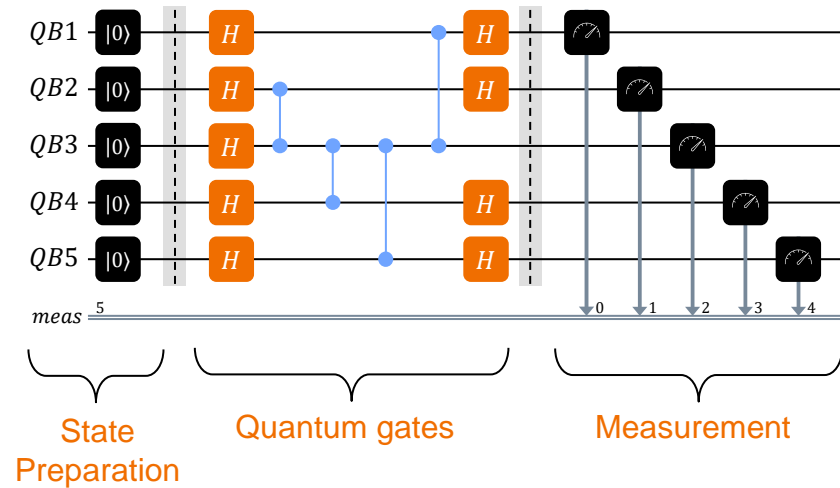 QB1 |0⟩ H H
QB2 |0⟩ H H
QB3 |0⟩ H
QB4 |0⟩ H H
QB5 |0⟩ H H
meas 5 0 1 2 3 4
State
Preparation
Quantum gates
Measurement